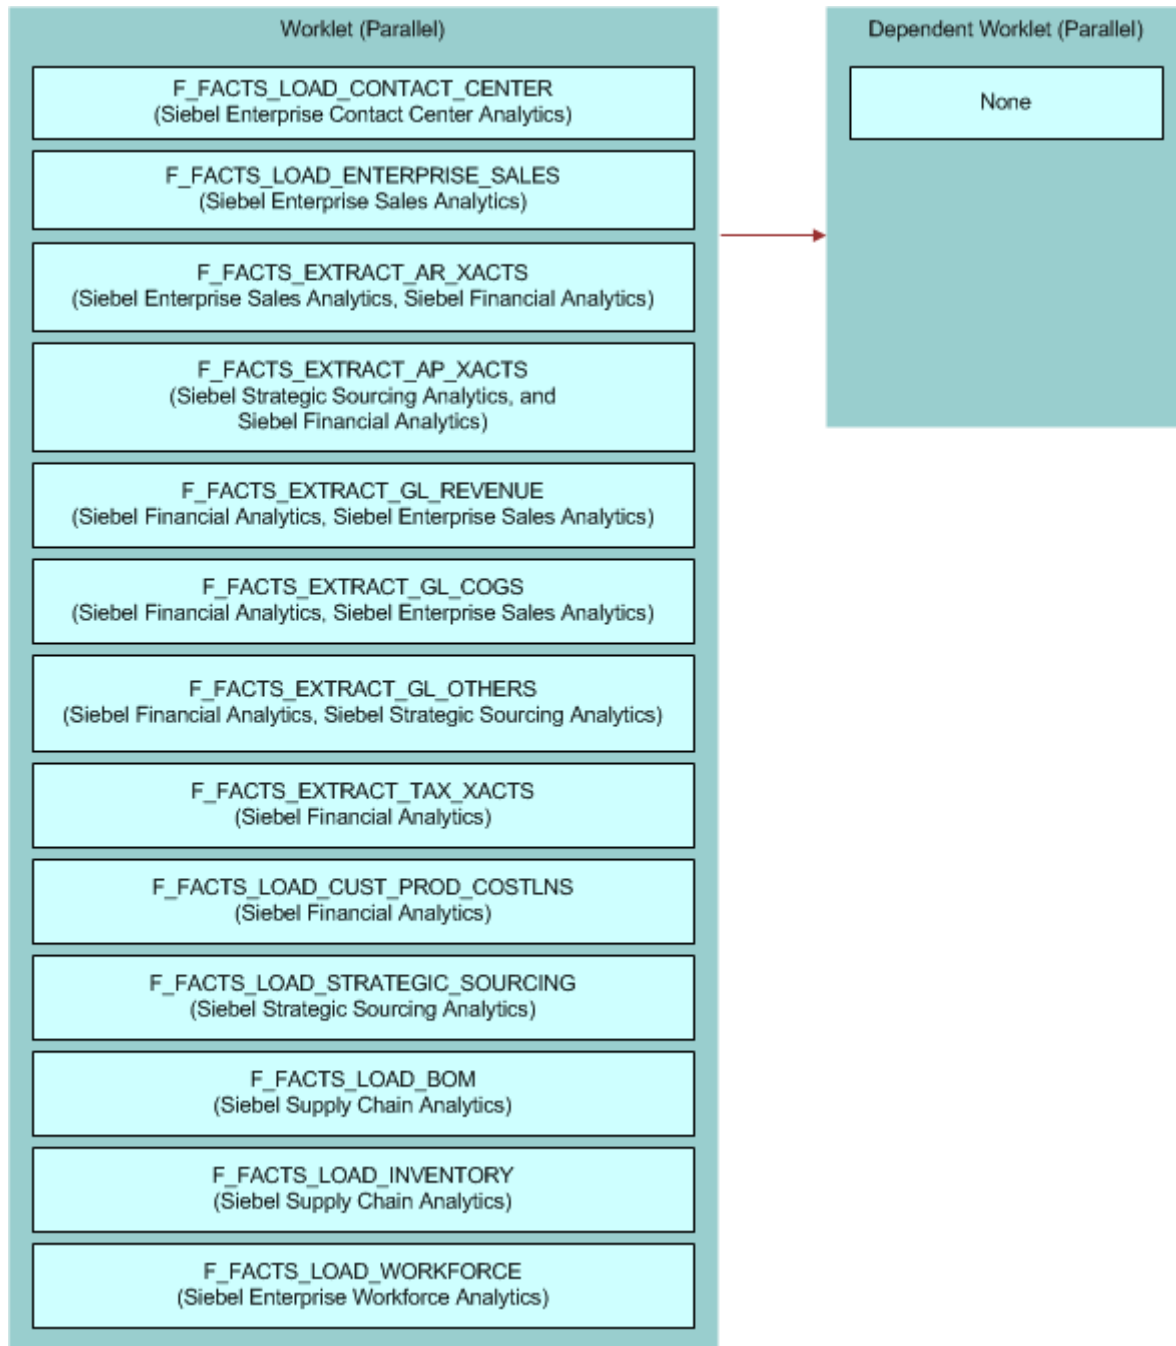 Worklet (Parallel)
F_FACTS_LOAD_CONTACT_CENTER
(Siebel Enterprise Contact Center Analytics)
F_FACTS_LOAD_ENTERPRISE_SALES
(Siebel Enterprise Sales Analytics)
F_FACTS_EXTRACT_AR_XACTS
(Siebel Enterprise Sales Analytics, Siebel Financial Analytics)
F_FACTS_EXTRACT_AP_XACTS
(Siebel Strategic Sourcing Analytics, and
Siebel Financial Analytics)
F_FACTS_EXTRACT_GL_REVENUE
(Siebel Financial Analytics, Siebel Enterprise Sales Analytics)
F_FACTS_EXTRACT_GL_COGS
(Siebel Financial Analytics, Siebel Enterprise Sales Analytics)
F_FACTS_EXTRACT_GL_OTHERS
(Siebel Financial Analytics, Siebel Strategic Sourcing Analytics)
F_FACTS_EXTRACT_TAX_XACTS
(Siebel Financial Analytics)
F_FACTS_LOAD_CUST_PROD_COSTLNS
(Siebel Financial Analytics)
F_FACTS_LOAD_STRATEGIC_SOURCING
(Siebel Strategic Sourcing Analytics)
F_FACTS_LOAD_BOM
(Siebel Supply Chain Analytics)
F_FACTS_LOAD_INVENTORY
(Siebel Supply Chain Analytics)
F_FACTS_LOAD_WORKFORCE
(Siebel Enterprise Workforce Analytics)
Dependent Worklet (Parallel)
None